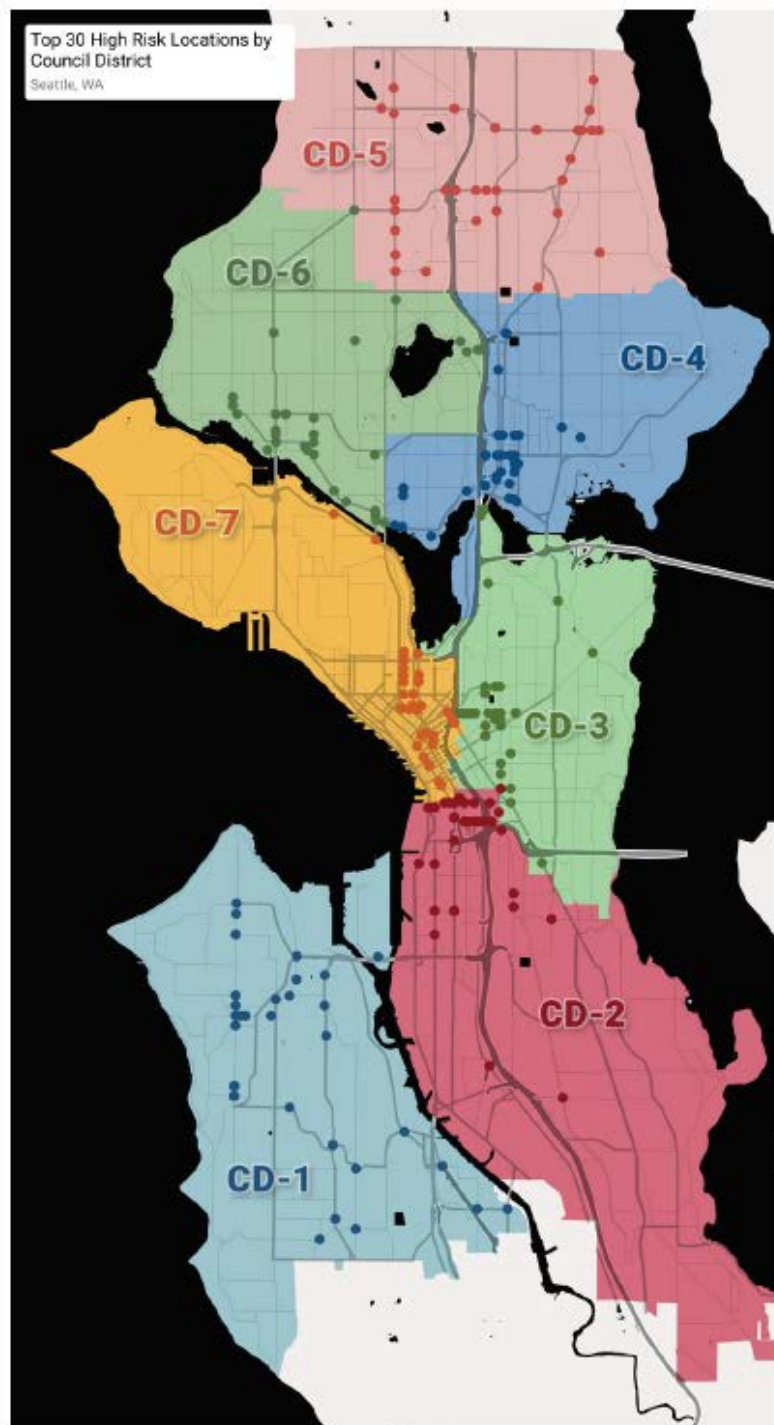 Top 30 High Risk Locations by
Council District
Seattle, WA
CD-5
CD-6
CD-4
CD-7
CD-3
CD-2
CD-1